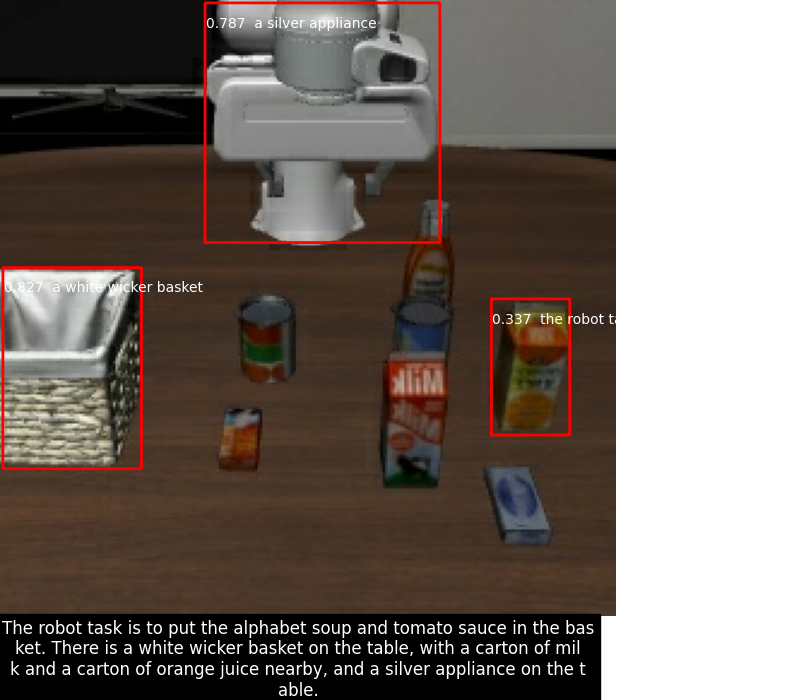 0.787 a silver appliance
0.827 a white wicker basket
0.337 the robot ta
Milk
Milk
The robot task is to put the alphabet soup and tomato sauce in the bas
ket. There is a white wicker basket on the table, with a carton of mil
k and a carton of orange juice nearby, and a silver appliance on the t
able.